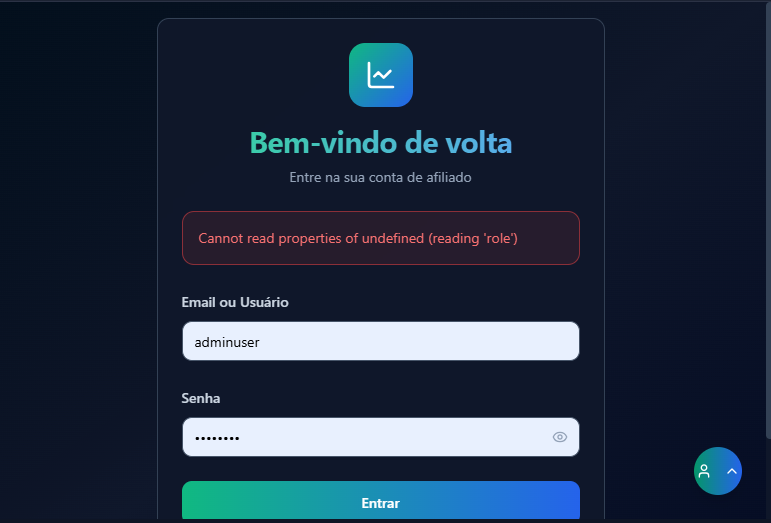 Bem-vindo de volta
Entre na sua conta de afiliado
Cannot read properties of undefined (reading 'role')
Email ou Usuário
adminuser
Senha
••••••••
Entrar